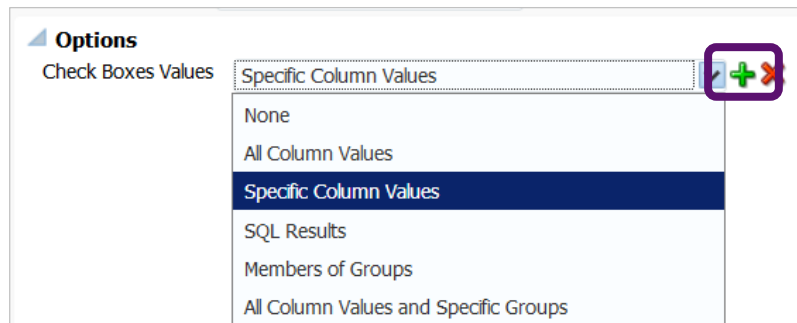 Options
Check Boxes Values Specific Column Values
None
All Column Values
Specific Column Values
SQL Results
Members of Groups
All Column Values and Specific Groups